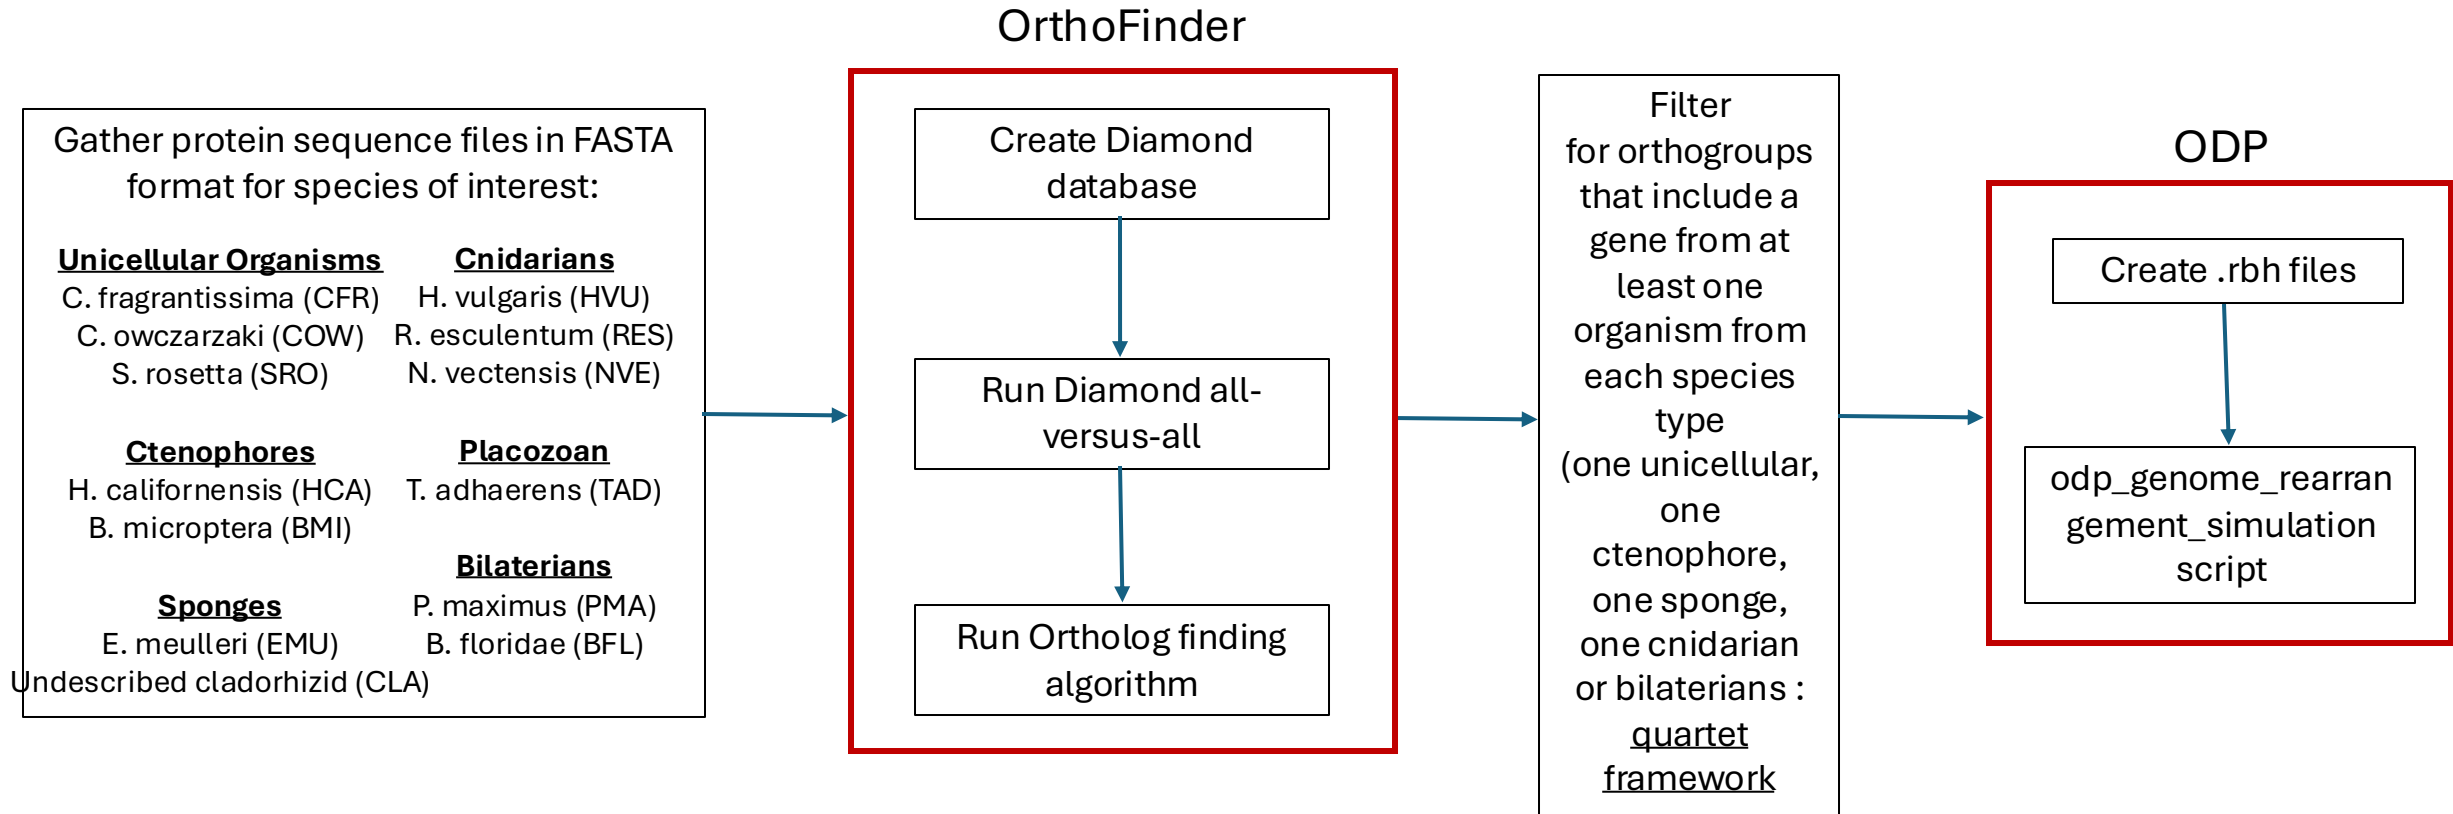 OrthoFinder
ODP
Gather protein sequence files in FASTA
format for species of interest:
Unicellular Organisms
C. fragrantissima (CFR)
C. owczarzaki (COW)
S. rosetta (SRO)
Ctenophores
H. californensis (HCA)
B. microptera (BMI)
Sponges
E. meulleri (EMU)
Undescribed cladorhizid (CLA)
Cnidarians
H. vulgaris (HVU)
R. esculentum (RES)
N. vectensis (NVE)
Placozoan
T. adhaerens (TAD)
Bilaterians
P. maximus (PMA)
B. floridae (BFL)
Create Diamond
database
Run Diamond all-
versus-all
Run Ortholog finding
algorithm
Filter
for orthogroups
that include a
gene from at
least one
organism from
each species
type
(one unicellular,
one
ctenophore,
one sponge,
one cnidarian
or bilaterians :
quartet
framework
Create .rbh files
odp_genome_rearran
gement_simulation
script